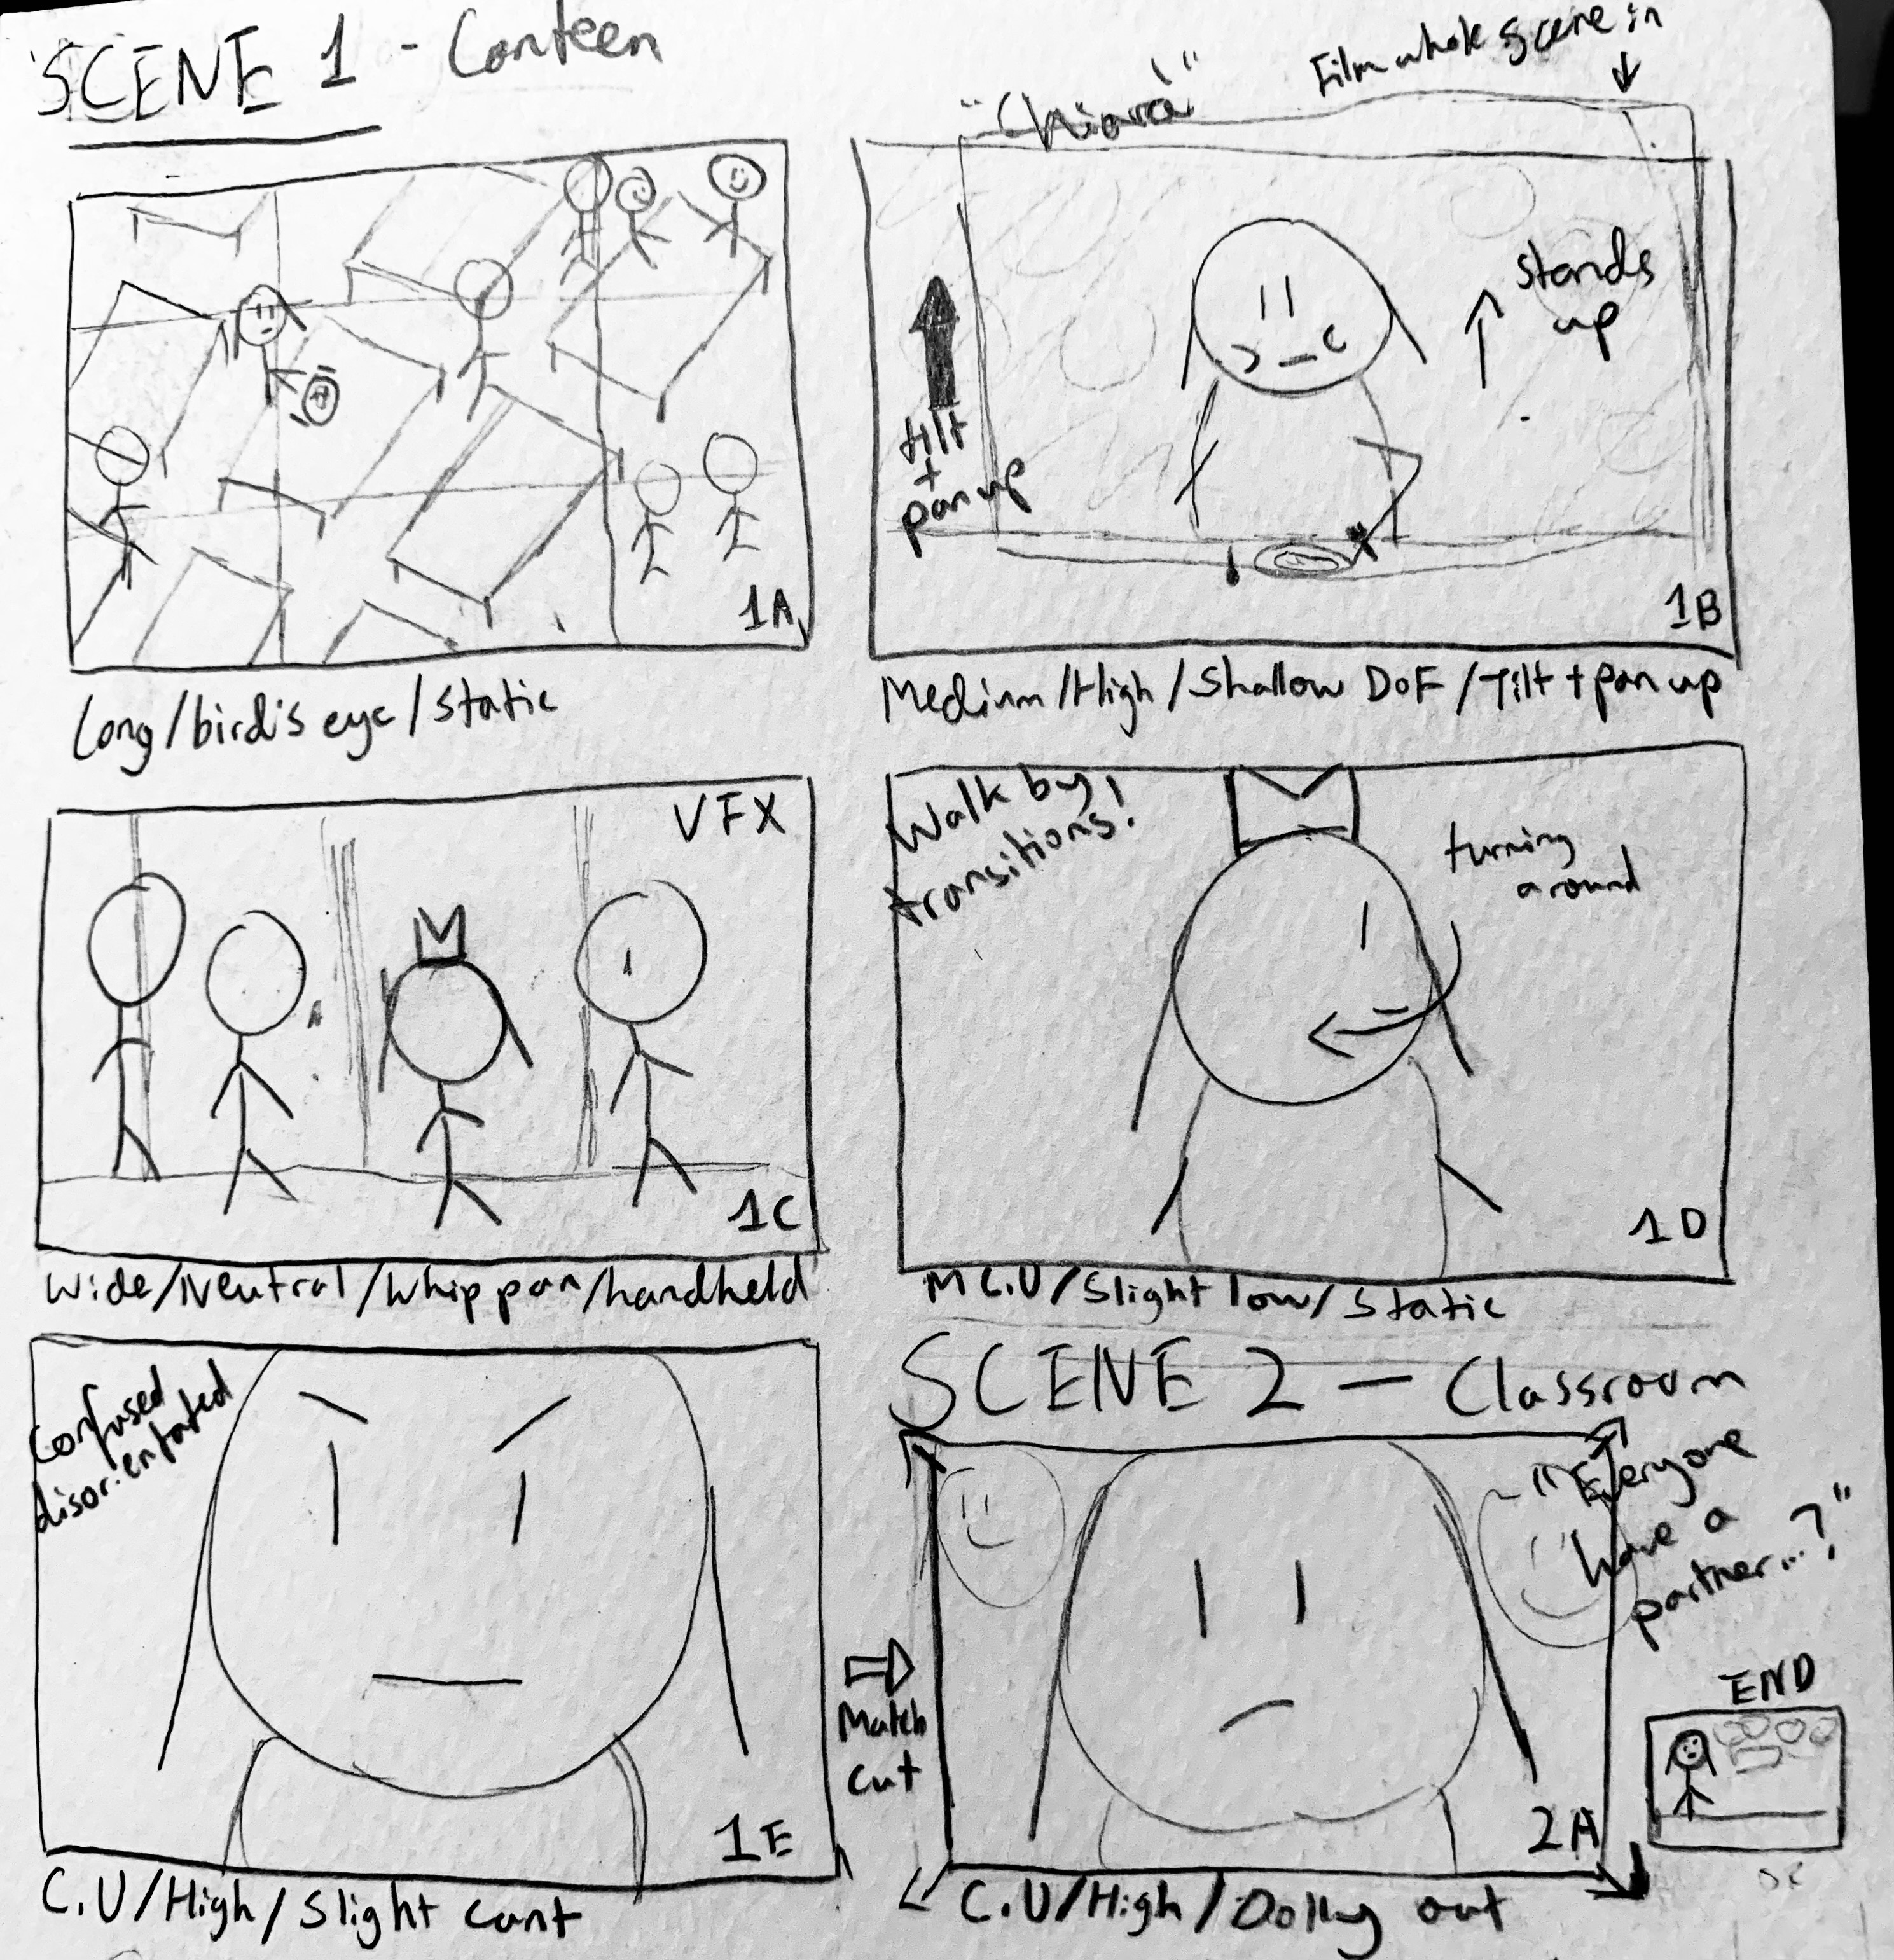 SCENE 1 - Canteen
Film whole scene in
"Chiara"
1A
Long/bird's eye/static
tilt
+
pan up
stands
up
1B
Medium/High/Shallow DoF/Tilt + pan up
VFX
1C
Wide/Neutral/Whip pan/handheld
Walk by
transitions!
turning
around
1D
M C.U/Slight low/Static
Confused
disorientated
1E
C.U/High/Slight cant
Match
cut
SCENE 2 - Classroom
"Everyone
have a
partner...?"
2A
C.U/High/Dolly out
END